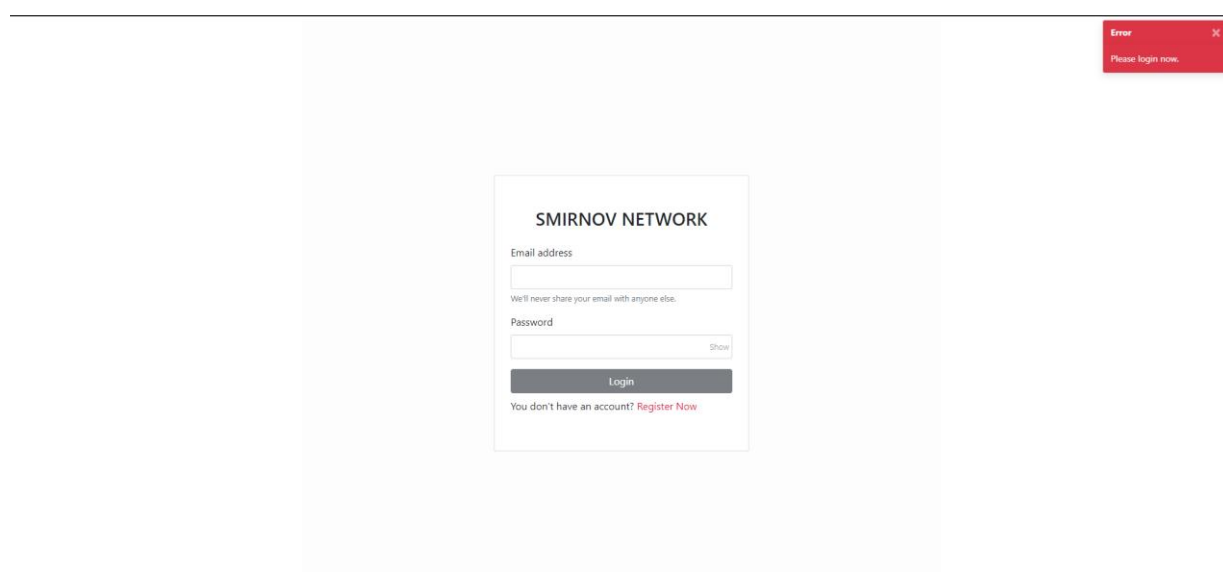 Error
Please login now.
SMIRNOV NETWORK
Email address
We'll never share your email with anyone else.
Password
Show
Login
You don't have an account? Register Now